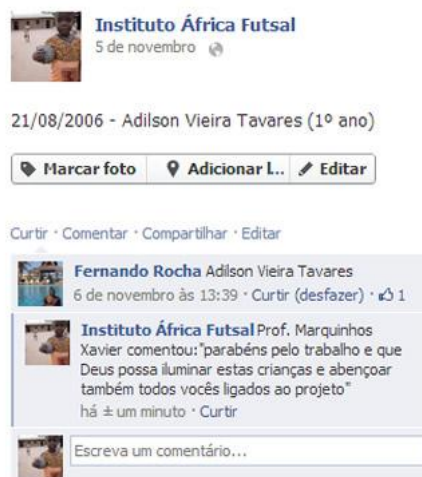 Instituto África Futsal
5 de novembro
21/08/2006 - Adilson Vieira Tavares (1º ano)
Marcar foto Adicionar l... Editar
Curtir · Comentar · Compartilhar · Editar
Fernando Rocha Adilson Vieira Tavares
6 de novembro às 13:39 · Curtir (desfazer) · 1
Instituto África Futsal Prof. Marquinhos
Xavier comentou:"parabéns pelo trabalho e que
Deus possa iluminar estas crianças e abençoar
também todos vocês ligados ao projeto"
há ± um minuto · Curtir
Escreva um comentário...